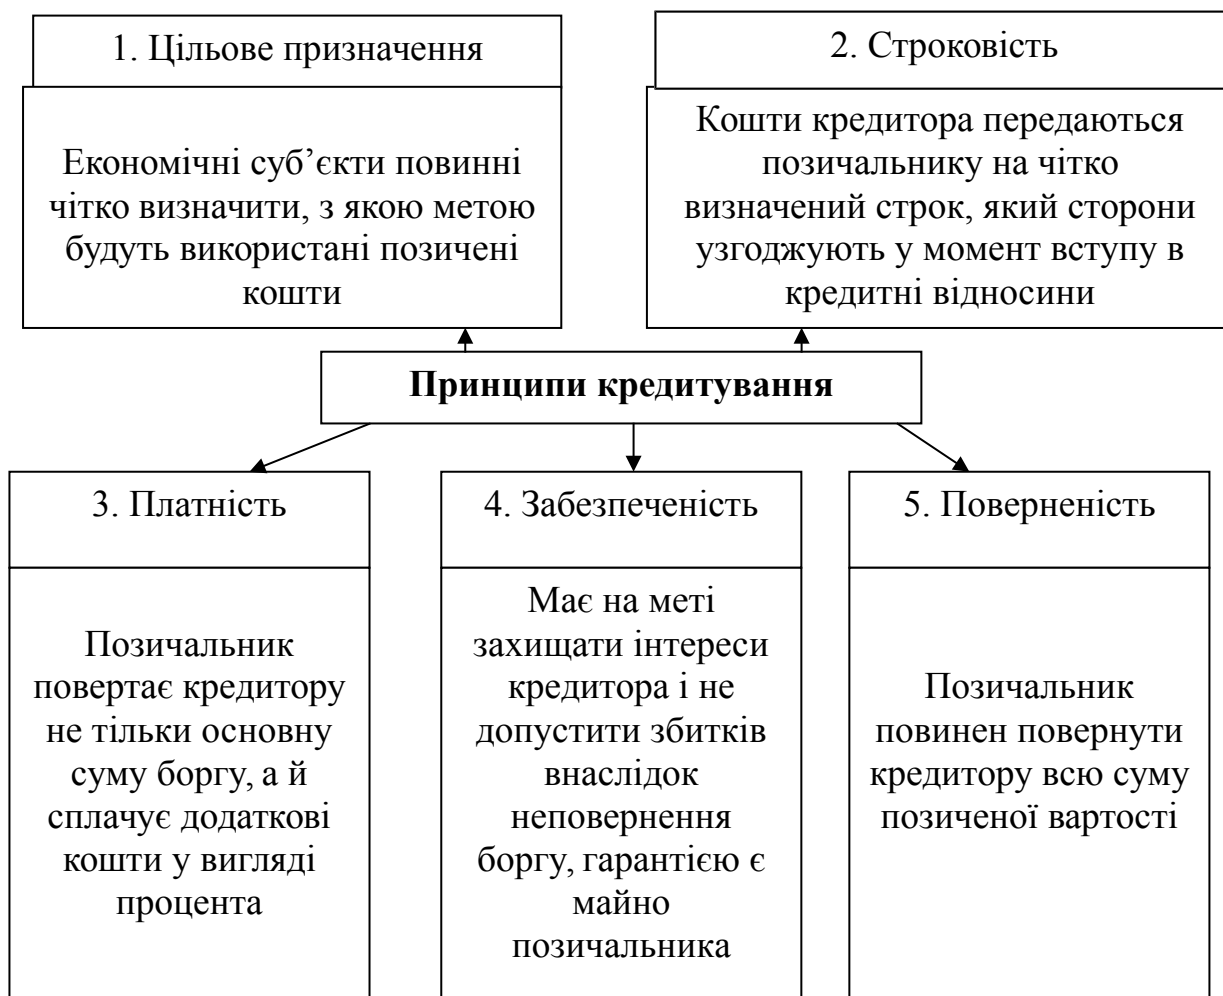 1. Цільове призначення
Економічні суб’єкти повинні
чітко визначити, з якою метою
будуть використані позичені
кошти
2. Строковість
Кошти кредитора передаються
позичальнику на чітко
визначений строк, який сторони
узгоджують у момент вступу в
кредитні відносини
Принципи кредитування
3. Платність
Позичальник
повертає кредитору
не тільки основну
суму боргу, а й
сплачує додаткові
кошти у вигляді
процента
4. Забезпеченість
Має на меті
захищати інтереси
кредитора і не
допустити збитків
внаслідок
неповернення
боргу, гарантією є
майно
позичальника
5. Поверненість
Позичальник
повинен повернути
кредитору всю суму
позиченої вартості